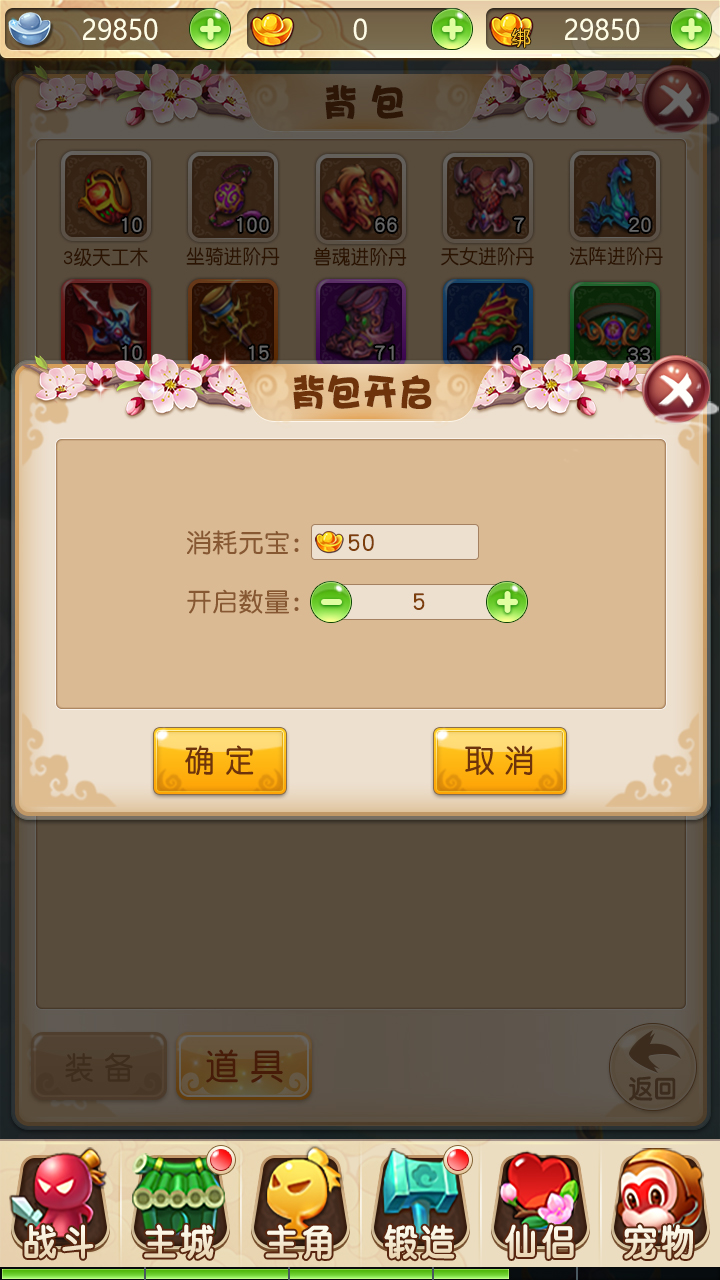 29850
0
绑
29850
背包
10
100
66
7
20
3级天工木
坐骑进阶丹
兽魂进阶丹
天女进阶丹
法阵进阶丹
10
15
71
2
33
背包开启
消耗元宝： 50
开启数量： 5
确定
取消
装备
道具
返回
战斗
主城
主角
锻造
仙侣
宠物